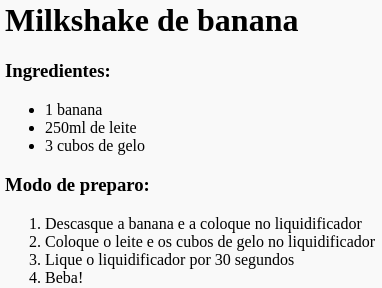 Milkshake de banana
Ingredientes:
• 1 banana
• 250ml de leite
• 3 cubos de gelo
Modo de preparo:
1. Descasque a banana e a coloque no liquidificador
2. Coloque o leite e os cubos de gelo no liquidificador
3. Lique o liquidificador por 30 segundos
4. Beba!